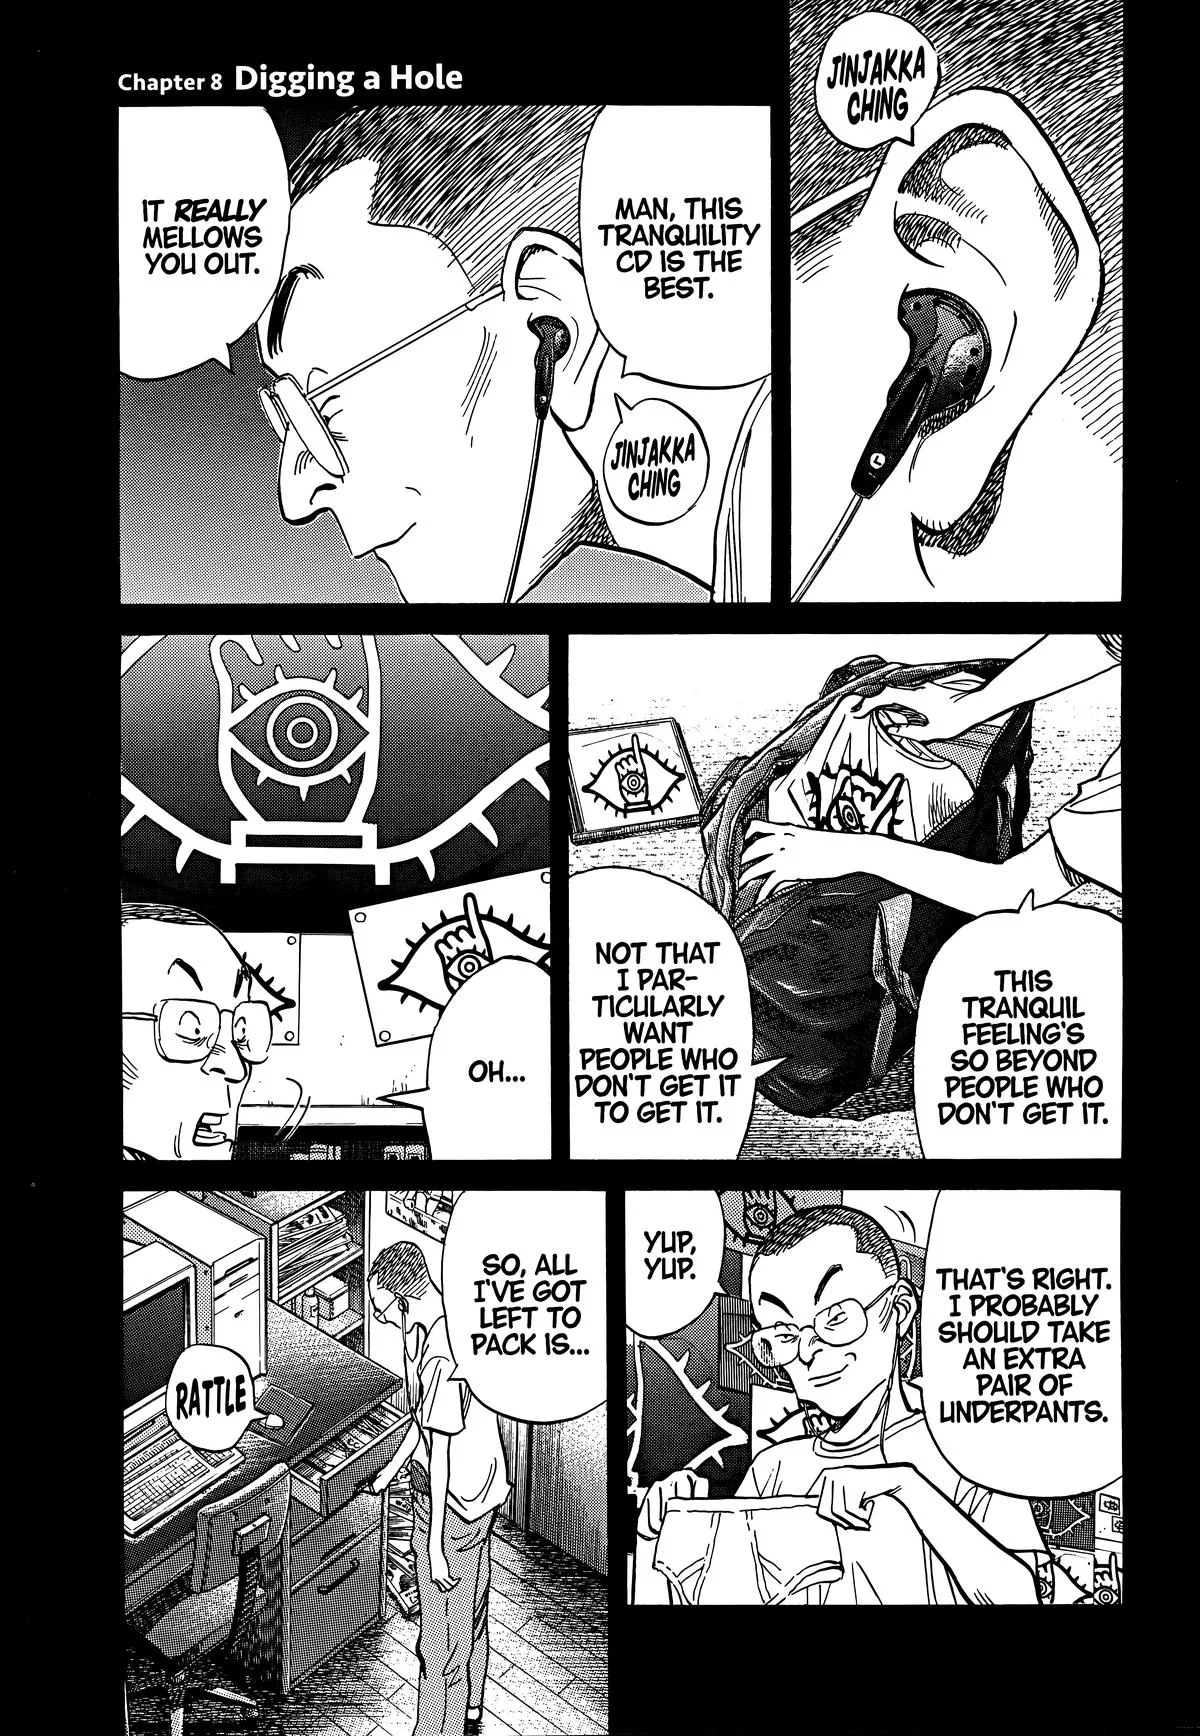 Chapter 8 Digging a Hole
JINJAKKA
CHING
L
MAN, THIS
TRANQUILITY
CD IS THE
BEST.
JINJAKKA
CHING
IT REALLY
MELLOWS
YOU OUT.
THIS
TRANQUIL
FEELING'S
SO BEYOND
PEOPLE WHO
DON'T GET IT.
NOT THAT
I PAR-
TICULARLY
WANT
PEOPLE WHO
DON'T GET IT
TO GET IT.
OH...
THAT'S RIGHT.
I PROBABLY
SHOULD TAKE
AN EXTRA
PAIR OF
UNDERPANTS.
YUP,
YUP.
SO, ALL
I'VE GOT
LEFT TO
PACK IS...
RATTLE